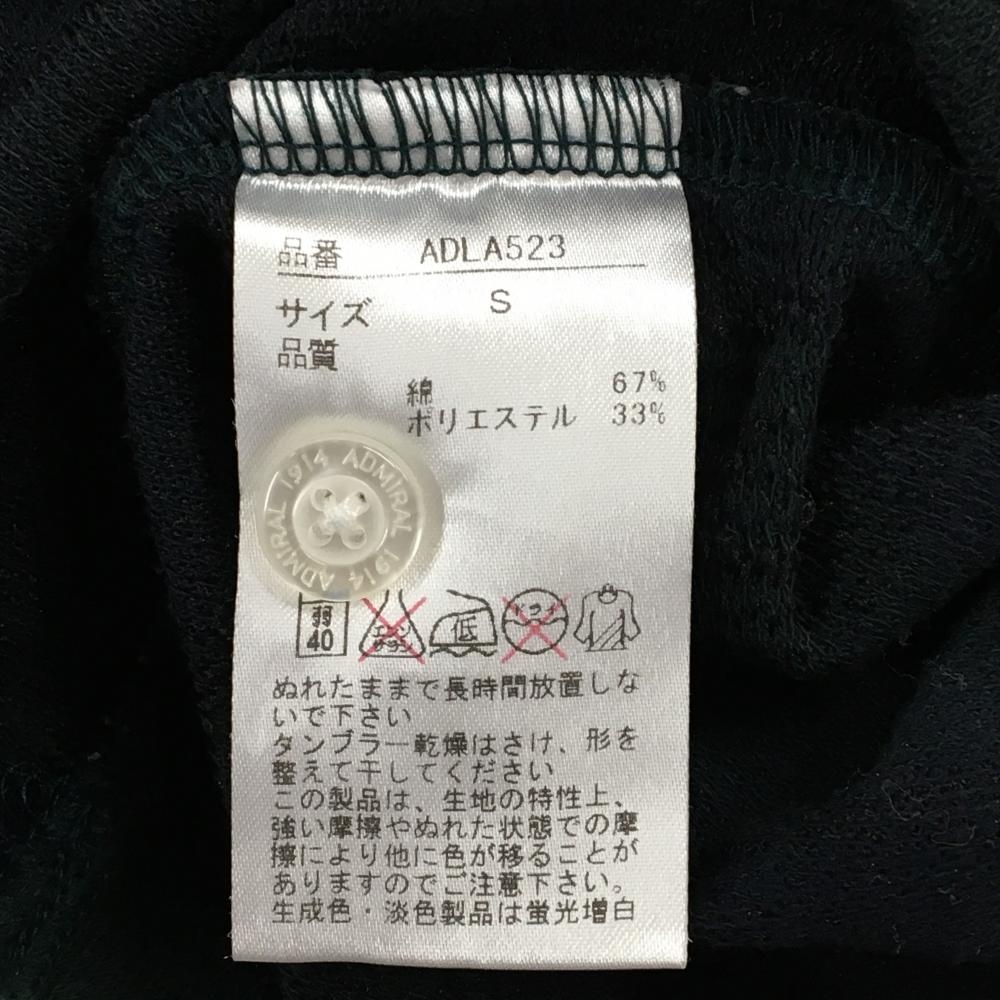 品番 ADLA523
サイズ S
品質
綿 67%
ポリエステル 33%
ADMIRAL 1914 ADMIRAL 1914
弱
40
エンソ
サラシ
低
ドライ
ぬれたままで長時間放置しな
いで下さい
タンブラー乾燥はさけ、形を
整えて干してください
この製品は、生地の特性上、
強い摩擦やぬれた状態での摩
擦により他に色が移ることが
ありますのでご注意下さい。
生成色・淡色製品は蛍光増白